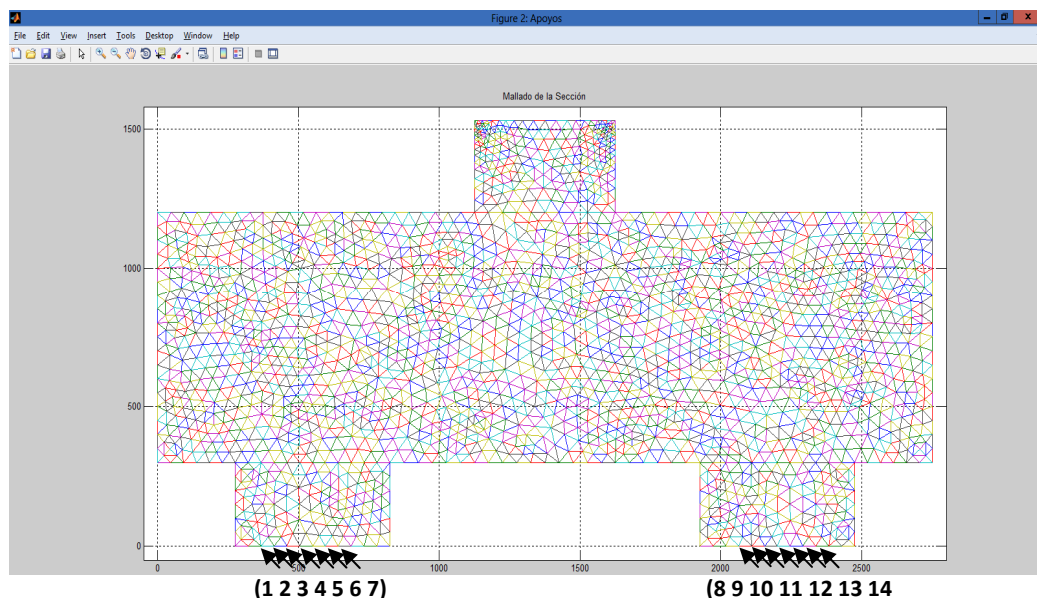 Figure 2: Apoyos
File Edit View Insert Tools Desktop Window Help
Mallado de la Sección
1500
1000
500
0
0 500 1000 1500 2000 2500
(1 2 3 4 5 6 7) (8 9 10 11 12 13 14